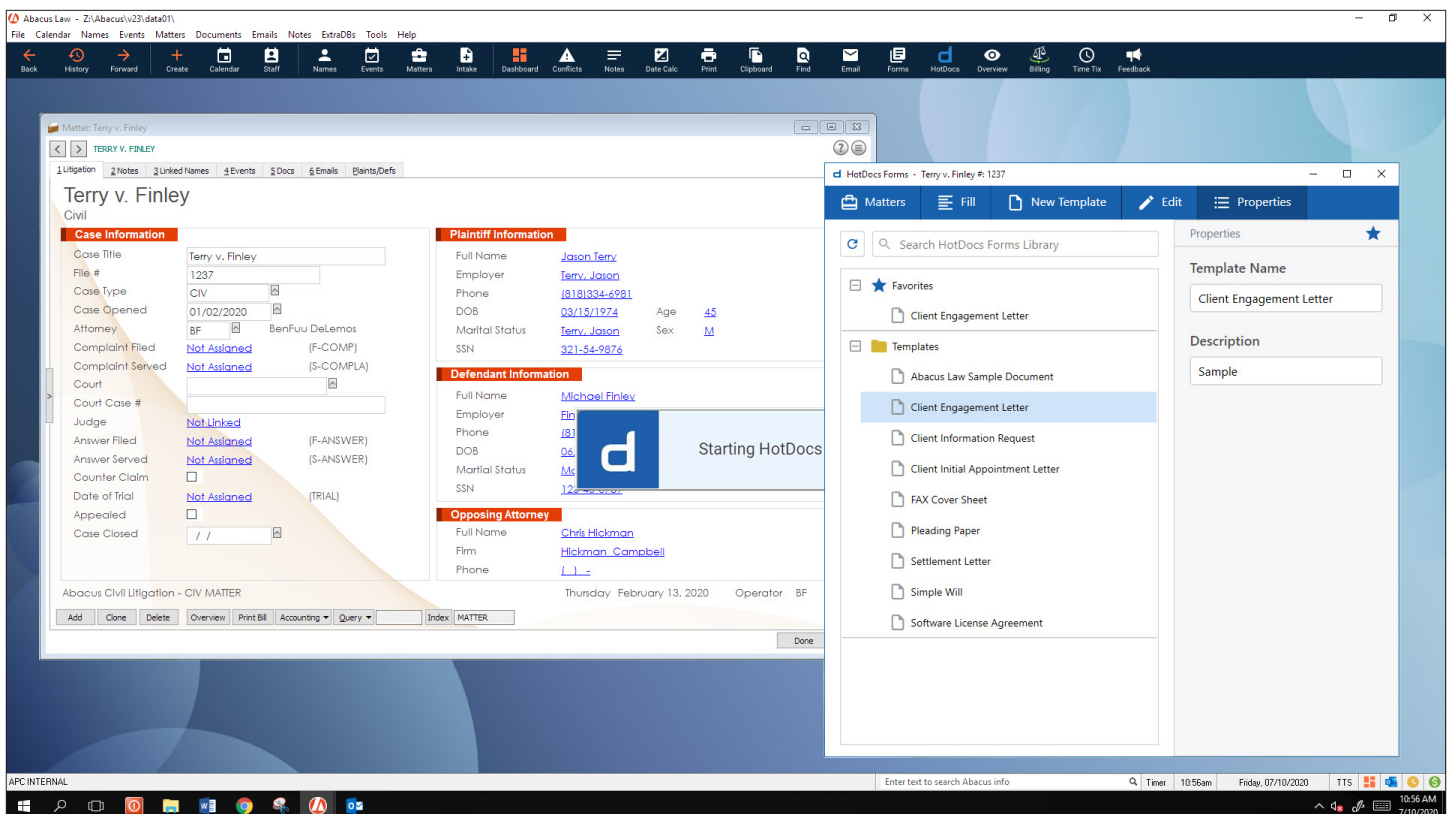 Abacus Law - Z:\Abacus\v23\data01\
File Calendar Names Events Matters Documents Emails Notes ExtraDBs Tools Help
Back History Forward Create Calendar Staff Names Events Matters Intake Dashboard Conflicts Notes Date Calc Print Clipboard Find Email Forms HotDocs Overview Billing Time Tix Feedback
Matter: Terry v. Finley
TERRY V. FINLEY
1 Litigation 2 Notes 3 Linked Names 4 Events 5 Docs 6 Emails Plaints/Defs
Terry v. Finley
Civil
Case Information
Case Title Terry v. Finley
File # 1237
Case Type CIV
Case Opened 01/02/2020
Attorney BF BenFuu DeLemos
Complaint Filed Not Assigned (F-COMP)
Complaint Served Not Assigned (S-COMPLA)
Court
Court Case #
Judge Not Linked
Answer Filed Not Assigned (F-ANSWER)
Answer Served Not Assigned (S-ANSWER)
Counter Claim
Date of Trial Not Assigned (TRIAL)
Appealed
Case Closed / /
Plaintiff Information
Full Name Jason Terry
Employer Terry, Jason
Phone (818)334-6981
DOB 03/15/1974 Age 45
Marital Status Terry, Jason Sex M
SSN 321-54-9876
Defendant Information
Full Name Michael Finley
Employer Fin
Phone (81
DOB 06/
Martial Status
SSN
Starting HotDocs
Opposing Attorney
Full Name Chris Hickman
Firm Hickman Campbell
Phone ( ) -
Abacus Civil Litigation - CIV MATTER Thursday February 13, 2020 Operator BF
Add Clone Delete Overview Print Bill Accounting Query Index MATTER
Done
HotDocs Forms - Terry v. Finley #: 1237
Matters Fill New Template Edit Properties
Search HotDocs Forms Library
Favorites
Client Engagement Letter
Templates
Abacus Law Sample Document
Client Engagement Letter
Client Information Request
Client Initial Appointment Letter
FAX Cover Sheet
Pleading Paper
Settlement Letter
Simple Will
Software License Agreement
Properties
Template Name
Client Engagement Letter
Description
Sample
APC INTERNAL Enter text to search Abacus info Timer 10:56am Friday, 07/10/2020 TTS
10:56 AM
7/10/2020